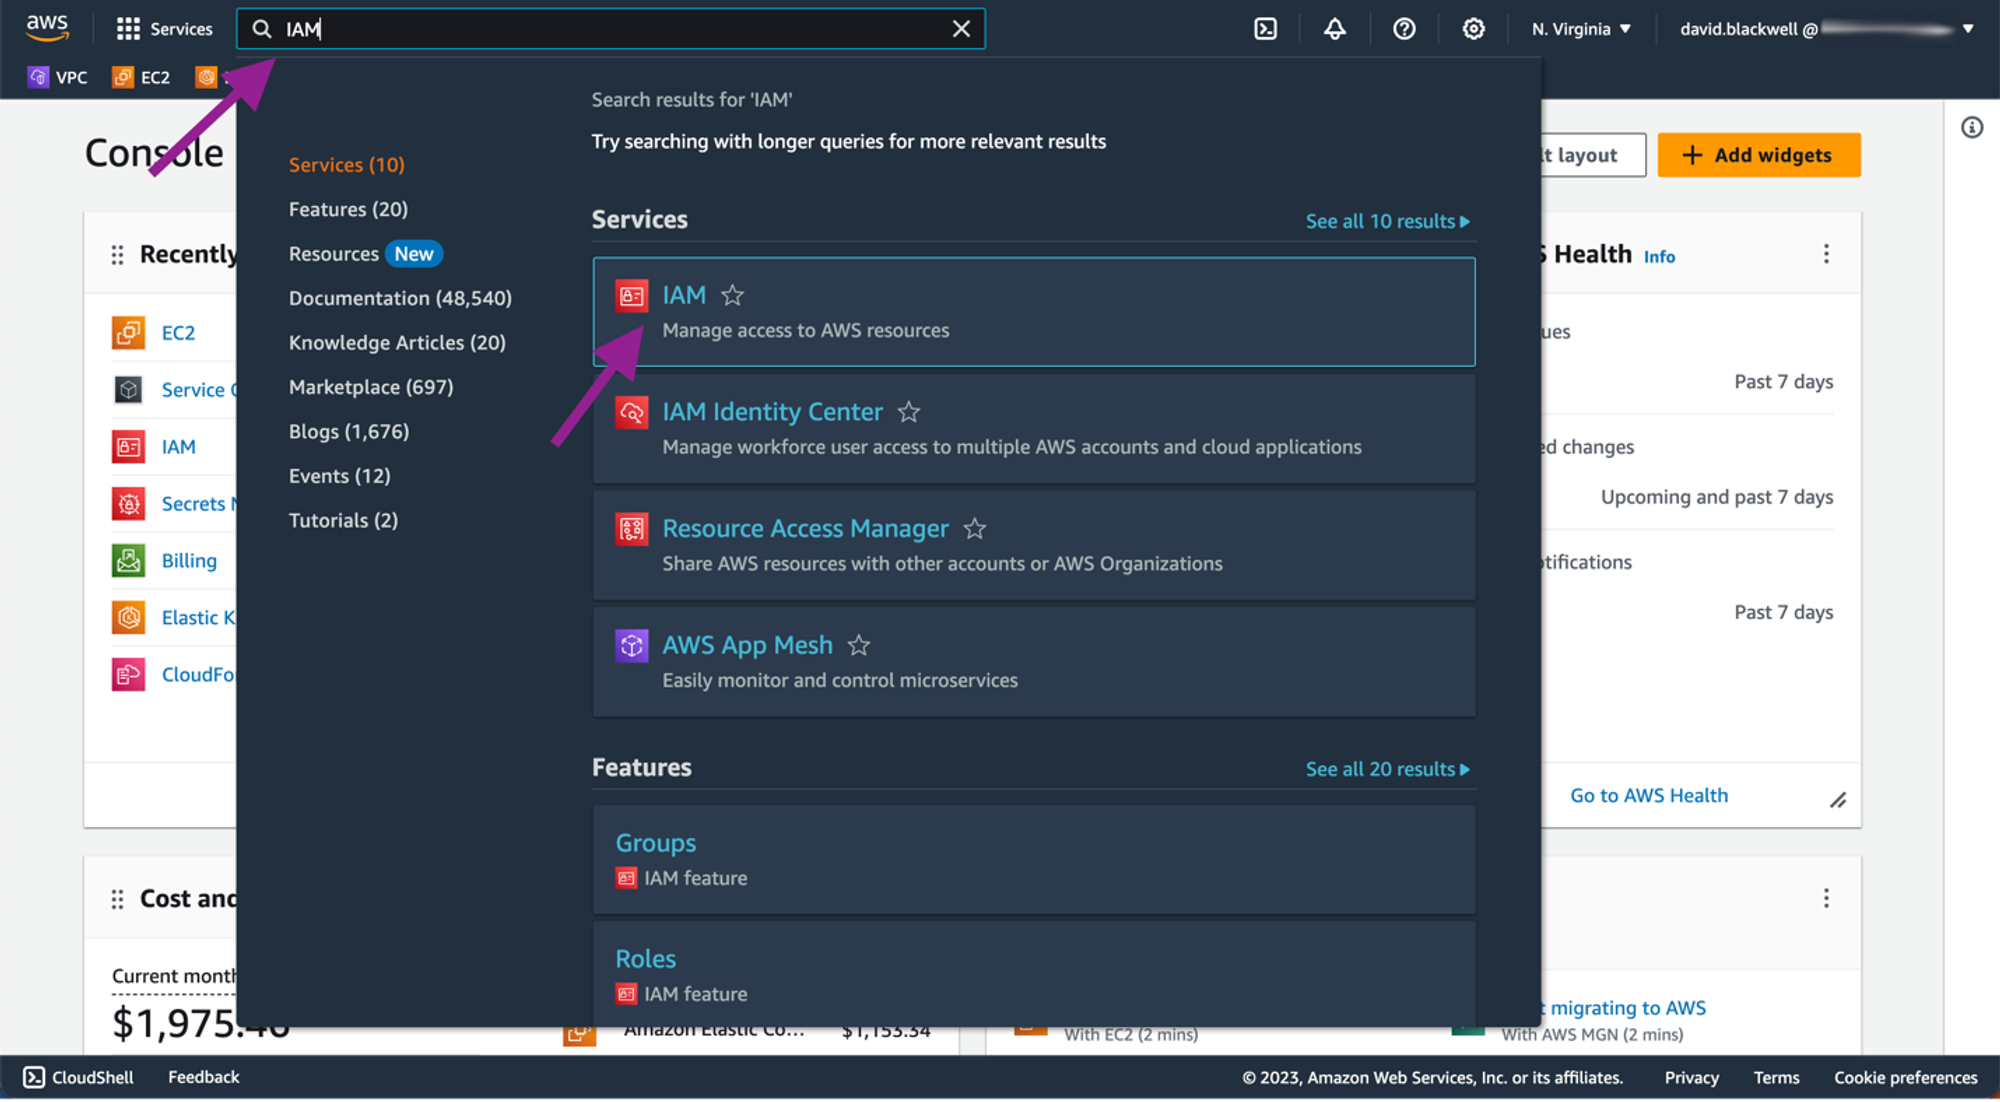 aws
Services
IAM
N. Virginia
david.blackwell @
VPC
EC2
Console
Search results for 'IAM'
Try searching with longer queries for more relevant results
Services (10)
Features (20)
Resources New
Documentation (48,540)
Knowledge Articles (20)
Marketplace (697)
Blogs (1,676)
Events (12)
Tutorials (2)
Services
See all 10 results
IAM
Manage access to AWS resources
IAM Identity Center
Manage workforce user access to multiple AWS accounts and cloud applications
Resource Access Manager
Share AWS resources with other accounts or AWS Organizations
AWS App Mesh
Easily monitor and control microservices
Features
See all 20 results
Groups
IAM feature
Roles
IAM feature
layout
+ Add widgets
Recently
EC2
Service
IAM
Secrets
Billing
Elastic K
CloudFo
Health Info
ues
Past 7 days
ed changes
Upcoming and past 7 days
otifications
Past 7 days
Go to AWS Health
Cost and
Current month
$1,975.46
Amazon Elastic Co... $1,153.34
With EC2 (2 mins)
t migrating to AWS
With AWS MGN (2 mins)
CloudShell
Feedback
© 2023, Amazon Web Services, Inc. or its affiliates.
Privacy
Terms
Cookie preferences